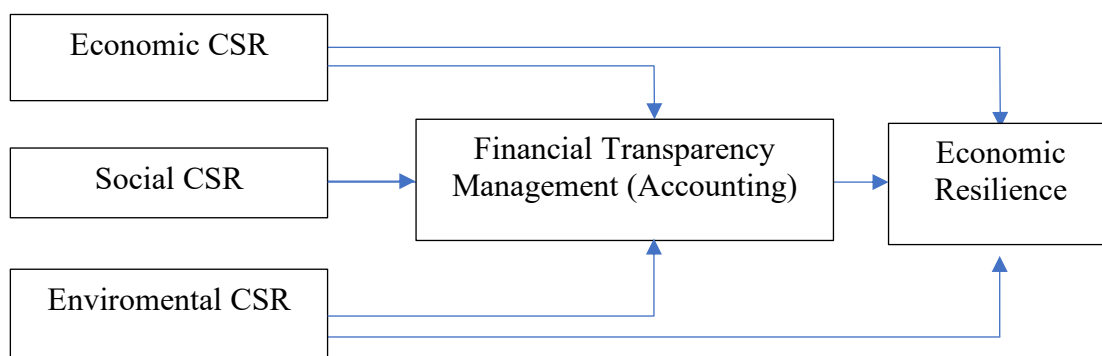 Economic CSR
Financial Transparency
Management (Accounting)
Economic
Resilience
Social CSR
Enviromental CSR